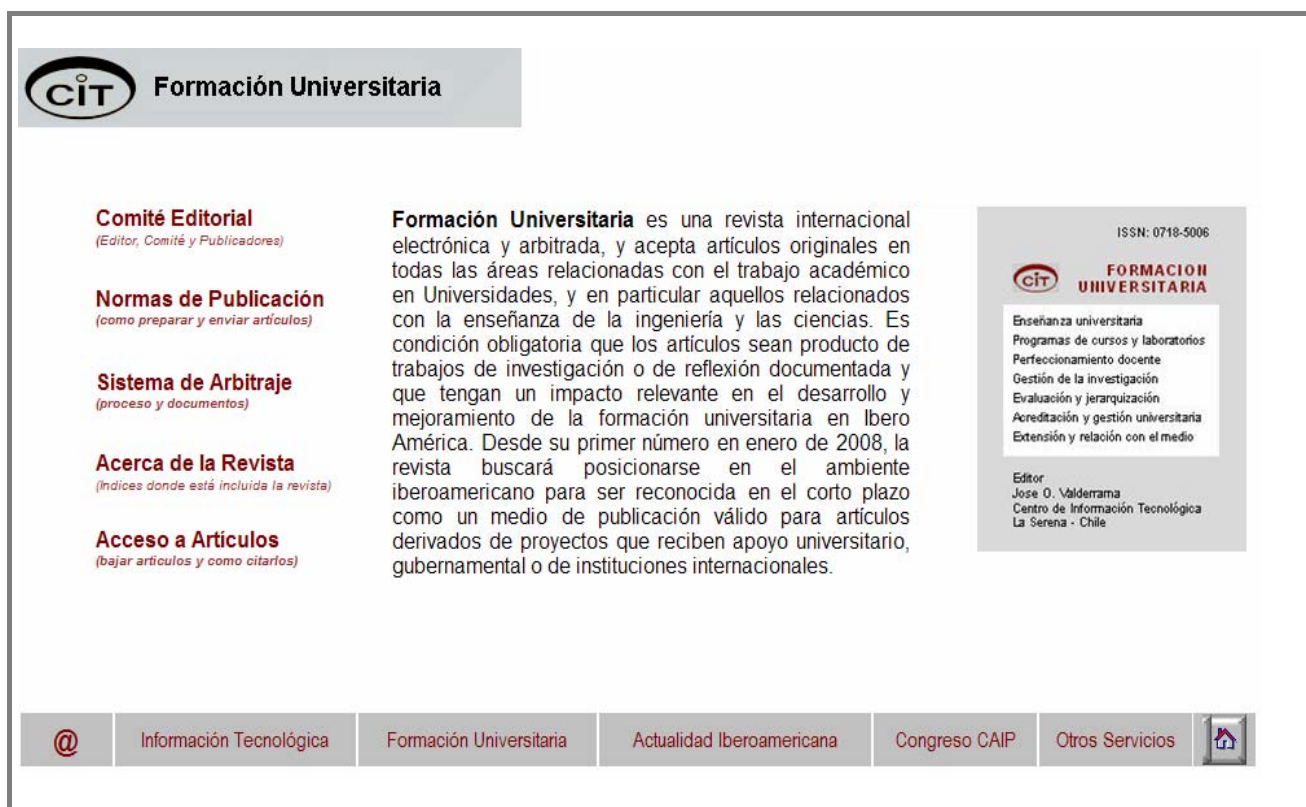 CiT Formación Universitaria
Comité Editorial
(Editor, Comité y Publicadores)
Normas de Publicación
(como preparar y enviar artículos)
Sistema de Arbitraje
(proceso y documentos)
Acerca de la Revista
(Indices donde está incluida la revista)
Acceso a Artículos
(bajar articulos y como citarlos)
Formación Universitaria es una revista internacional
electrónica y arbitrada, y acepta artículos originales en
todas las áreas relacionadas con el trabajo académico
en Universidades, y en particular aquellos relacionados
con la enseñanza de la ingeniería y las ciencias. Es
condición obligatoria que los artículos sean producto de
trabajos de investigación o de reflexión documentada y
que tengan un impacto relevante en el desarrollo y
mejoramiento de la formación universitaria en Ibero
América. Desde su primer número en enero de 2008, la
revista buscará posicionarse en el ambiente
iberoamericano para ser reconocida en el corto plazo
como un medio de publicación válido para artículos
derivados de proyectos que reciben apoyo universitario,
gubernamental o de instituciones internacionales.
ISSN: 0718-5006
CiT
FORMACION
UNIVERSITARIA
Enseñanza universitaria
Programas de cursos y laboratorios
Perfeccionamiento docente
Gestión de la investigación
Evaluación y jerarquización
Acreditación y gestión universitaria
Extensión y relación con el medio
Editor
Jose O. Valderrama
Centro de Información Tecnológica
La Serena - Chile
@ Información Tecnológica Formación Universitaria Actualidad Iberoamericana Congreso CAIP Otros Servicios